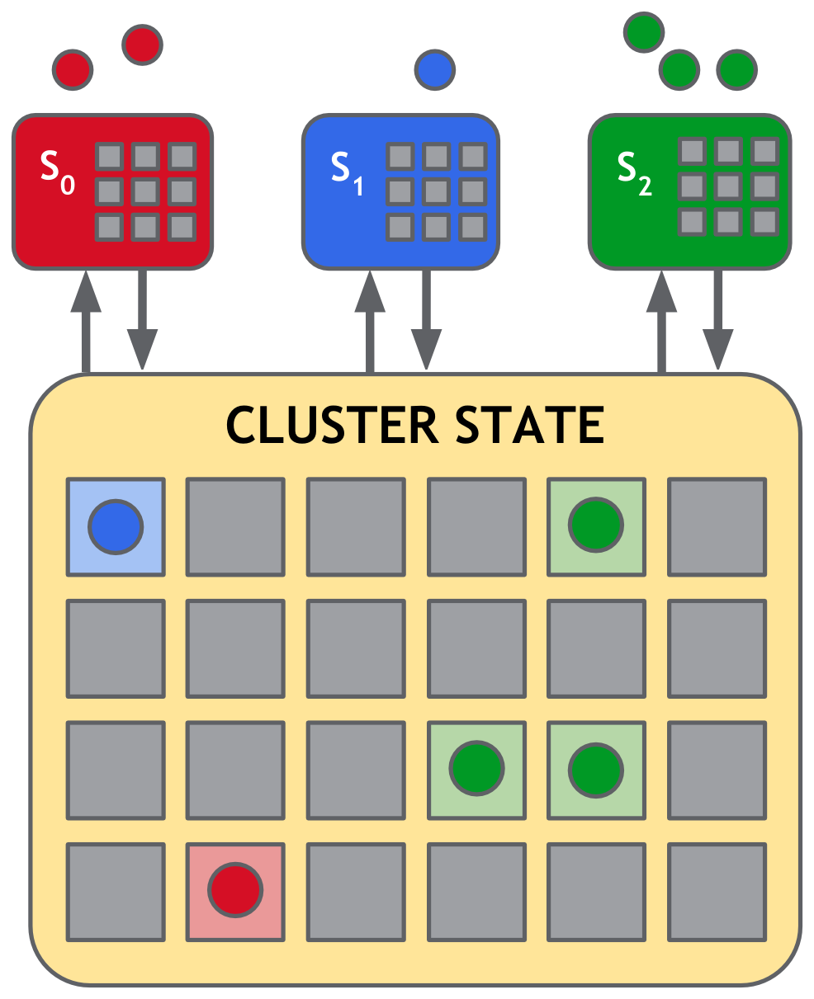 S₀
S₁
S₂
CLUSTER STATE